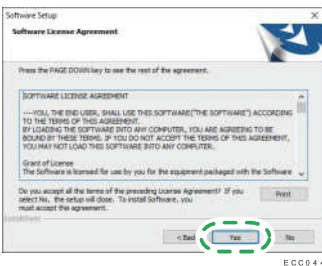 Software Setup
Software License Agreement
Press the PAGE DOWN key to see the rest of the agreement.
SOFTWARE LICENSE AGREEMENT
----YOU, THE END USER, SHALL USE THIS SOFTWARE("THE SOFTWARE") ACCORDING
TO THE TERMS OF THIS AGREEMENT.
BY LOADING THE SOFTWARE INTO ANY COMPUTER, YOU ARE AGREEING TO BE
BOUND BY THESE TERMS. IF YOU DO NOT ACCEPT THE TERMS OF THIS AGREEMENT,
YOU MAY NOT LOAD THIS SOFTWARE INTO ANY COMPUTER.
Grant of License
The Software is licensed for use by you for the equipment packaged with the Software
Do you accept all the terms of the preceding License Agreement? If you
select No, the setup will close. To install Software, you
must accept this agreement.
Print
< Back
Yes
No
ECC044